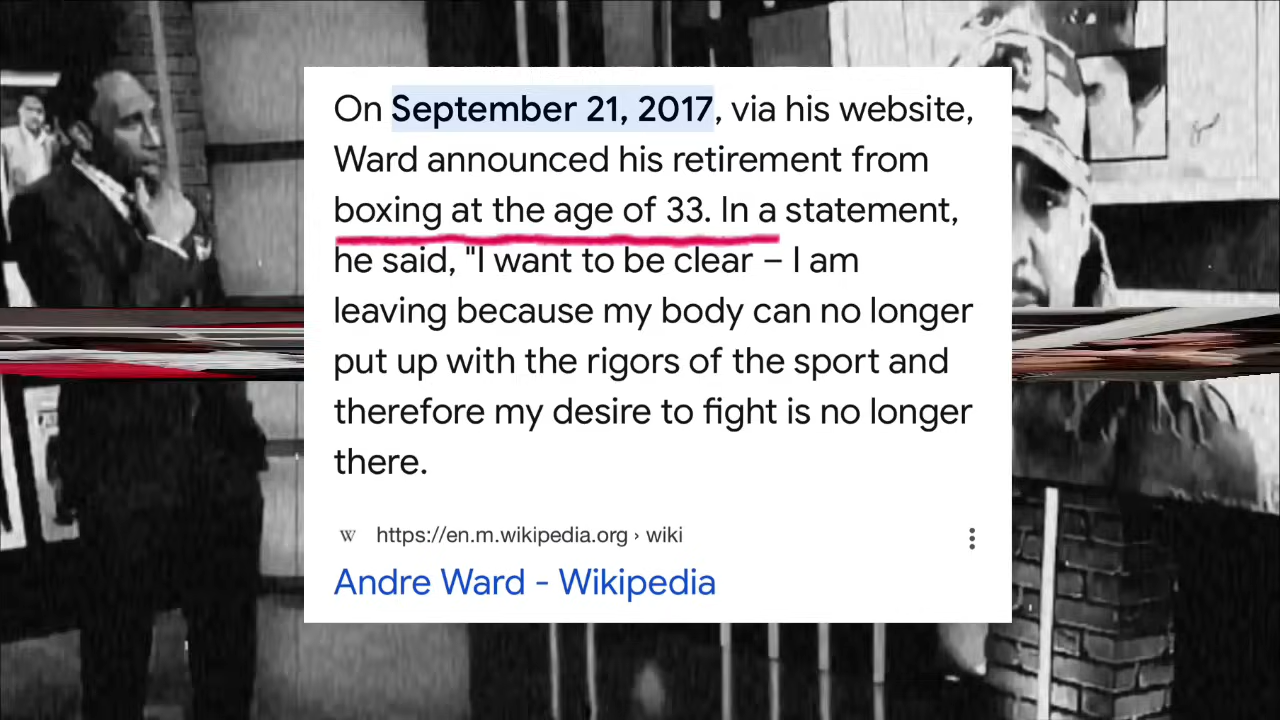 On September 21, 2017, via his website,
Ward announced his retirement from
boxing at the age of 33. In a statement,
he said, "I want to be clear – I am
leaving because my body can no longer
put up with the rigors of the sport and
therefore my desire to fight is no longer
there.
W https://en.m.wikipedia.org › wiki
Andre Ward - Wikipedia